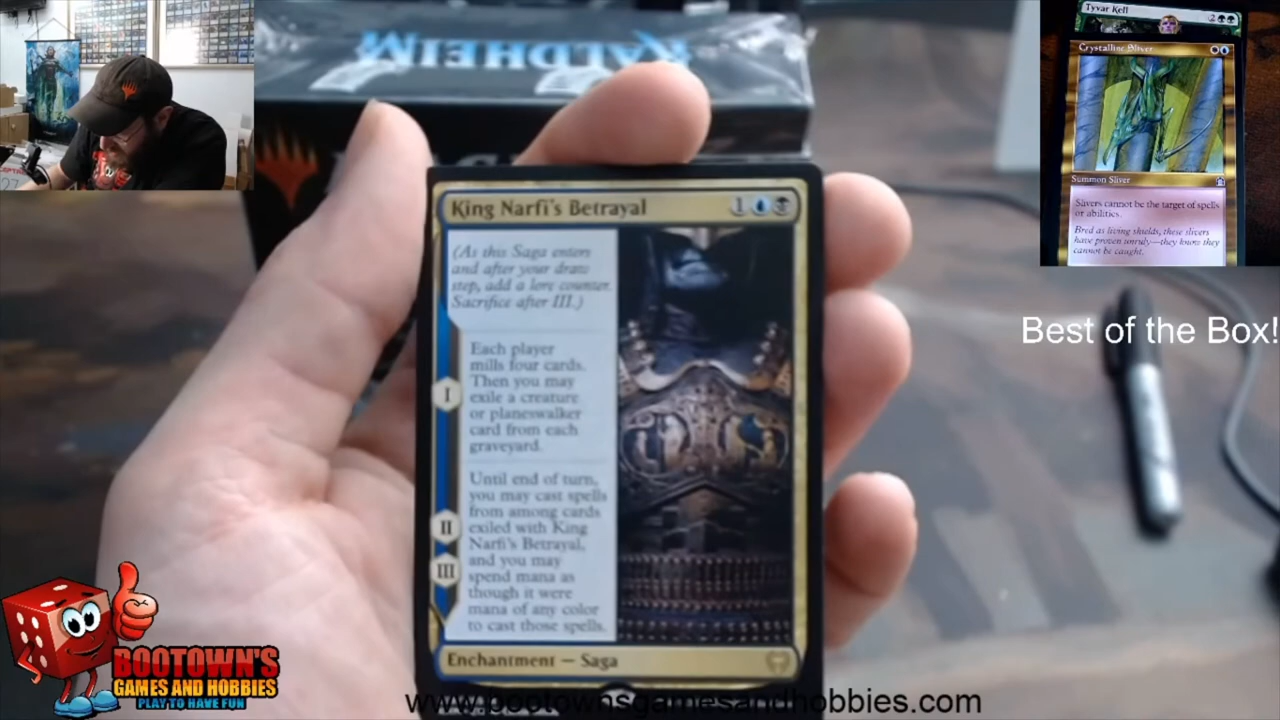 KALDHEIM
Tyvar Kell
2
Crystalline Sliver
Summon Sliver
Slivers cannot be the target of spells
or abilities.
Bred as living shields, these slivers
have proven unruly—they know they
cannot be caught.
Best of the Box!
King Narfi's Betrayal
1
(As this Saga enters
and after your draw
step, add a lore counter.
Sacrifice after III.)
I
Each player
mills four cards.
Then you may
exile a creature
or planeswalker
card from each
graveyard.
II
III
Until end of turn,
you may cast spells
from among cards
exiled with King
Narfi's Betrayal,
and you may
spend mana as
though it were
mana of any color
to cast those spells.
Enchantment — Saga
BOOTOWN'S
GAMES AND HOBBIES
PLAY TO HAVE FUN
www.bootownsgamesandhobbies.com